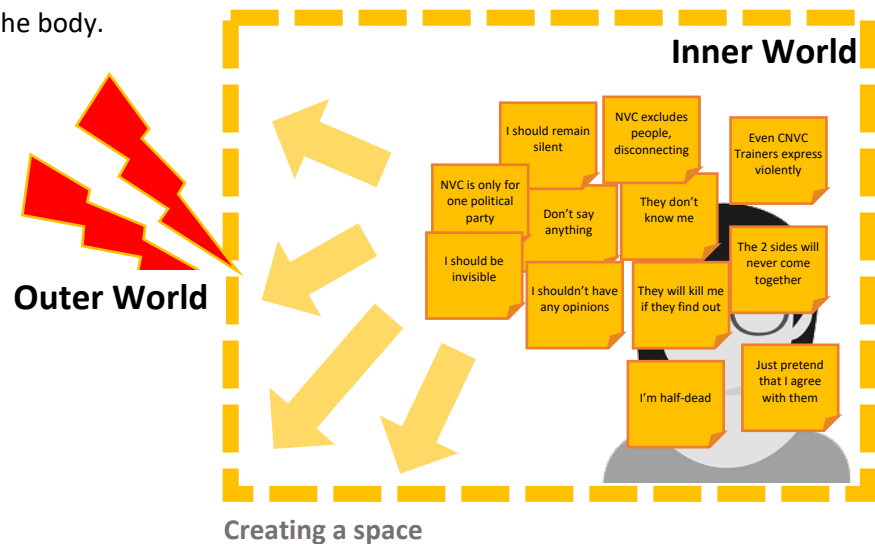 he body.
Inner World
I should remain
silent
NVC excludes
people,
disconnecting
Even CNVC
Trainers express
violently
NVC is only for
one political
party
Don't say
anything
They don't
know me
I should be
invisible
I shouldn't have
any opinions
They will kill me
if they find out
The 2 sides will
never come
together
I'm half-dead
Just pretend
that I agree
with them
Outer World
Creating a space